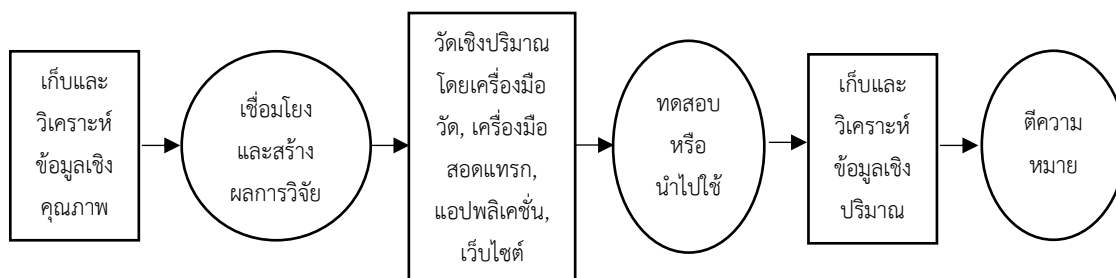 เก็บและ
วิเคราะห์
ข้อมูลเชิง
คุณภาพ
เชื่อมโยง
และสร้าง
ผลการวิจัย
วัดเชิงปริมาณ
โดยเครื่องมือ
วัด, เครื่องมือ
สอดแทรก,
แอปพลิเคชั่น,
เว็บไซต์
ทดสอบ
หรือ
นำไปใช้
เก็บและ
วิเคราะห์
ข้อมูลเชิง
ปริมาณ
ตีความ
หมาย